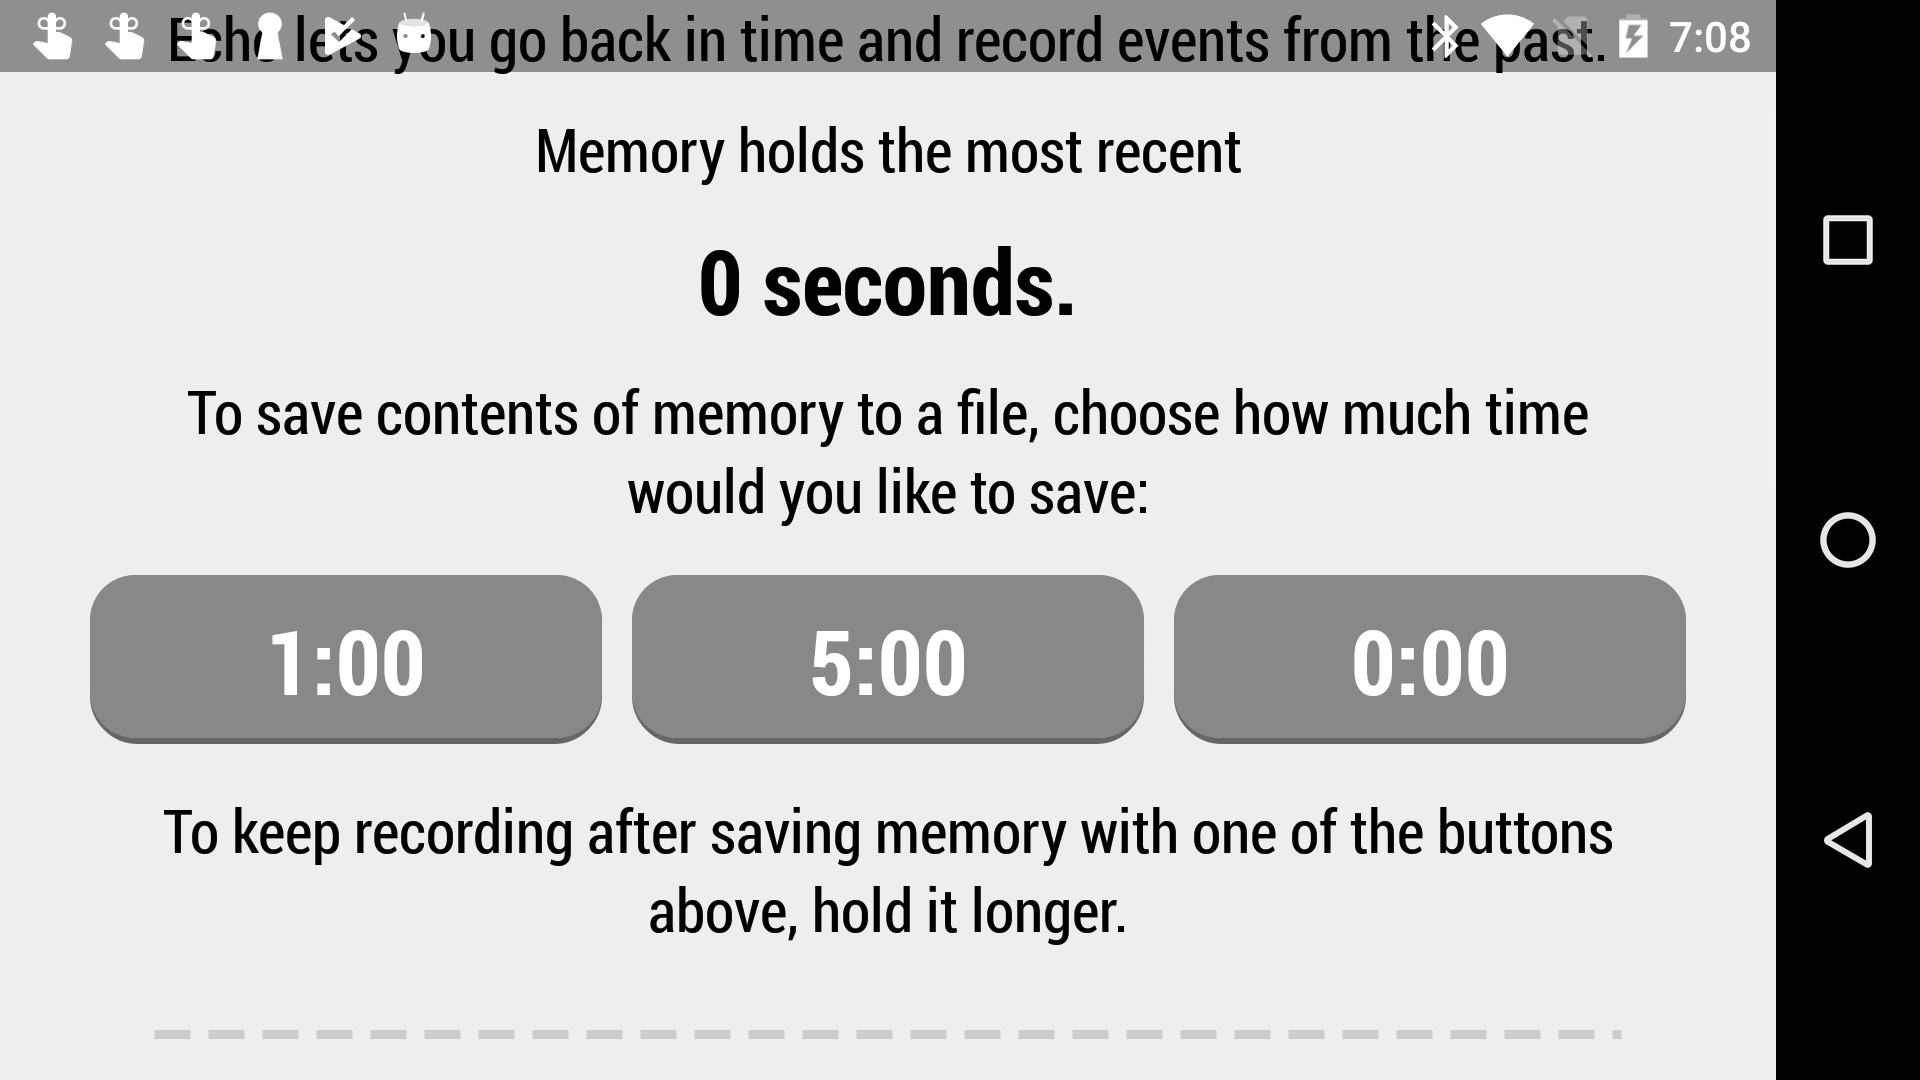 Echo lets you go back in time and record events from the past.
7:08
Memory holds the most recent
0 seconds.
To save contents of memory to a file, choose how much time
would you like to save:
1:00
5:00
0:00
To keep recording after saving memory with one of the buttons
above, hold it longer.